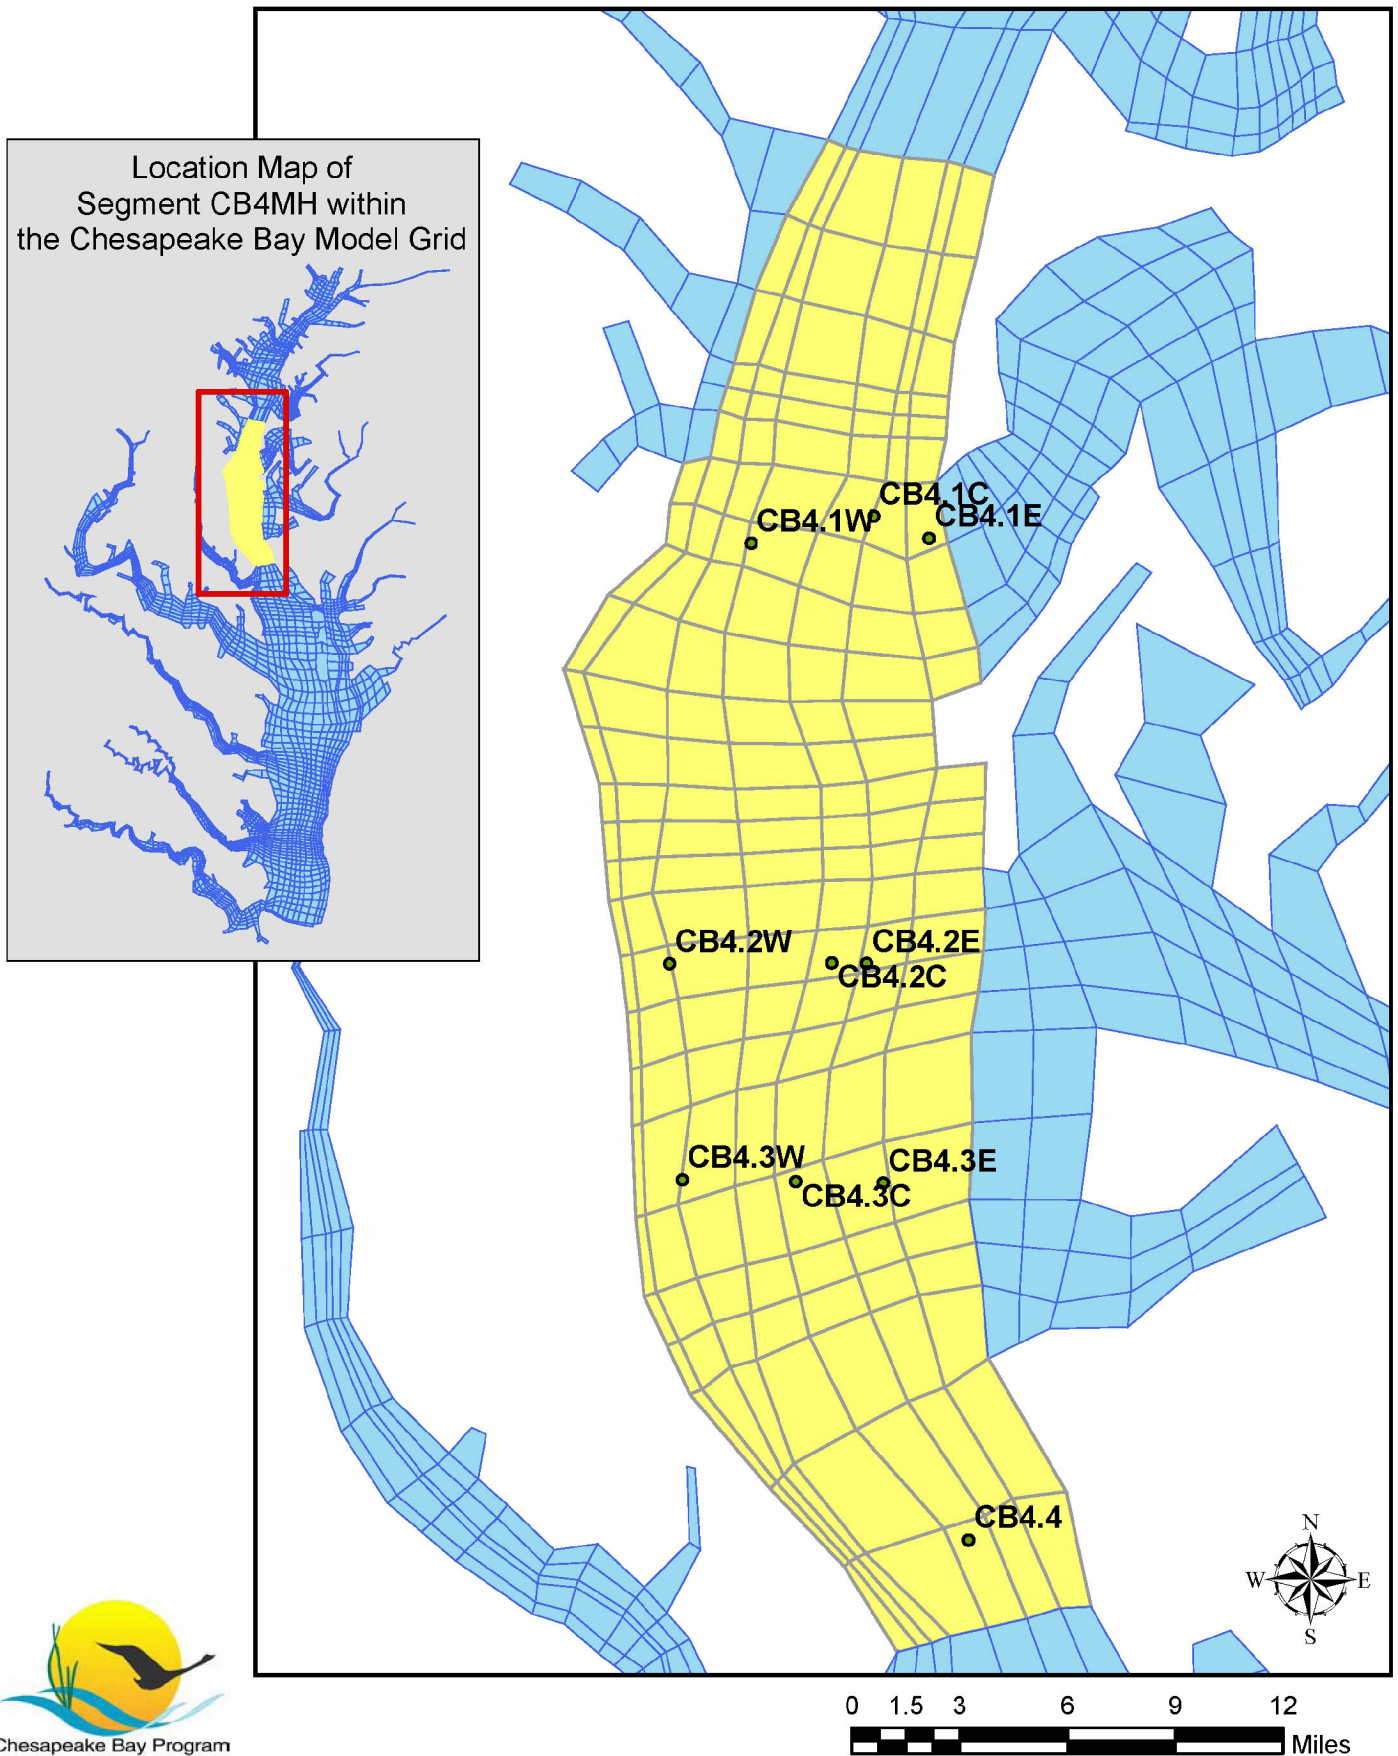 Location Map of
Segment CB4MH within
the Chesapeake Bay Model Grid
CB4.1C
CB4.1W
CB4.1E
CB4.2W
CB4.2E
CB4.2C
CB4.3W
CB4.3E
CB4.3C
CB4.4
N
W E
S
0 1.5 3 6 9 12
Miles
Chesapeake Bay Program